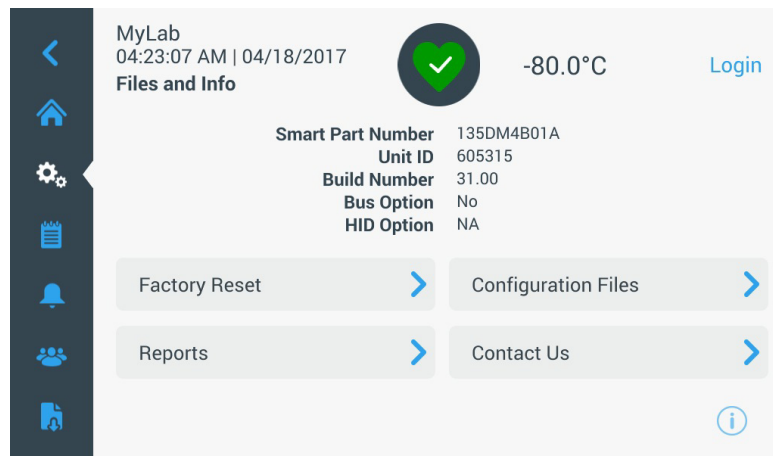 MyLab
04:23:07 AM | 04/18/2017
Files and Info
-80.0°C
Login
Smart Part Number 135DM4B01A
Unit ID 605315
Build Number 31.00
Bus Option No
HID Option NA
Factory Reset
Configuration Files
Reports
Contact Us
i